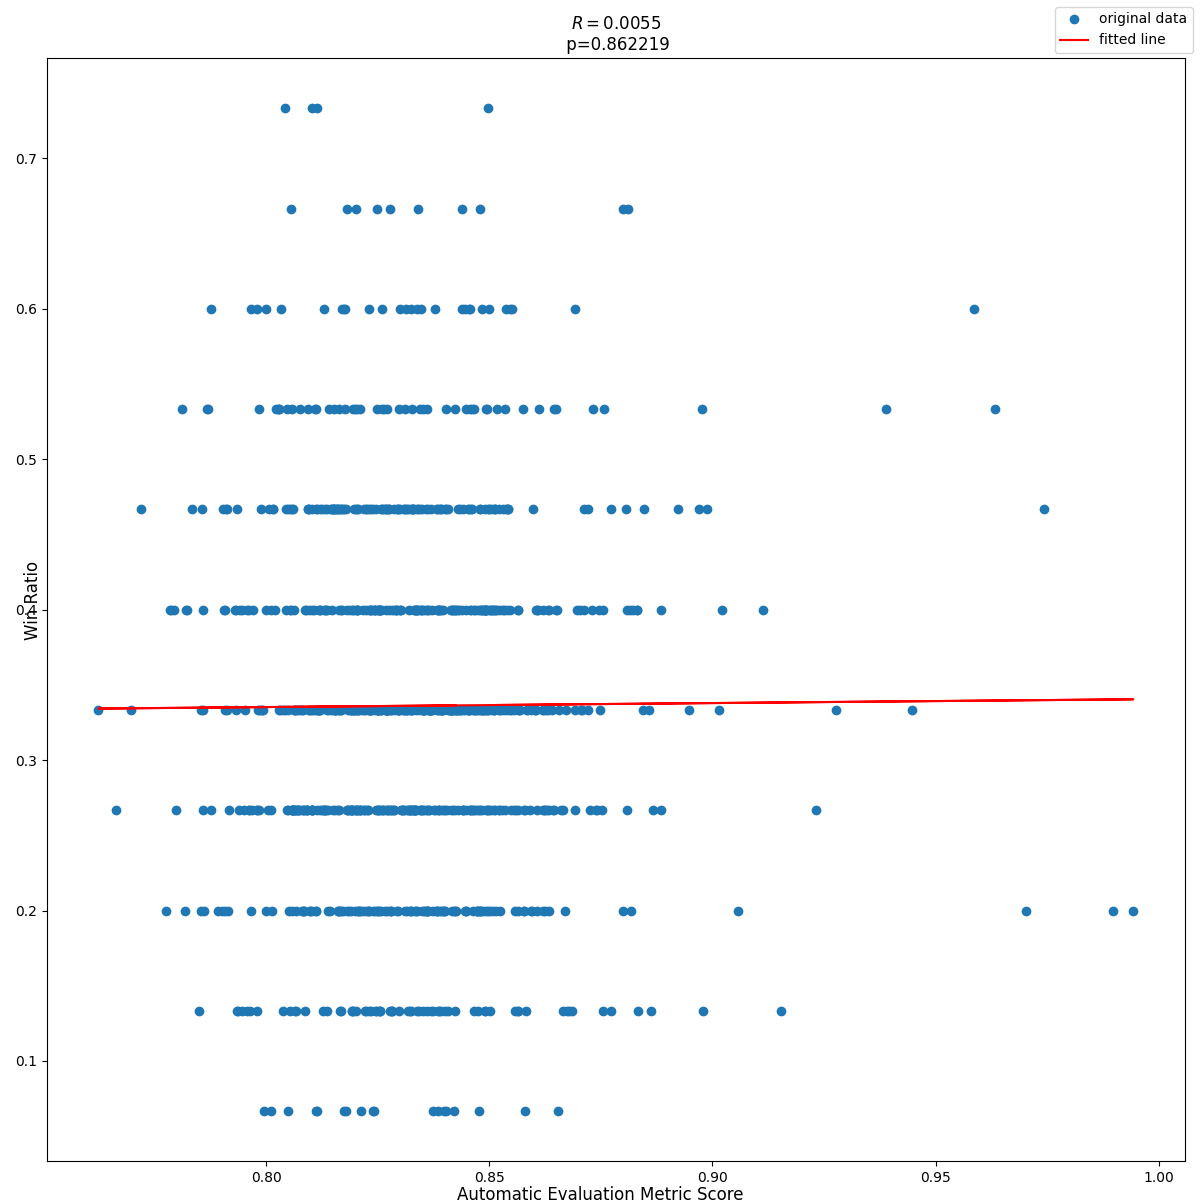 R = 0.0055
p=0.862219
original data
fitted line
0.7
0.6
0.5
0.4
0.3
0.2
0.1
Win Ratio
0.80
0.85
0.90
0.95
1.00
Automatic Evaluation Metric Score